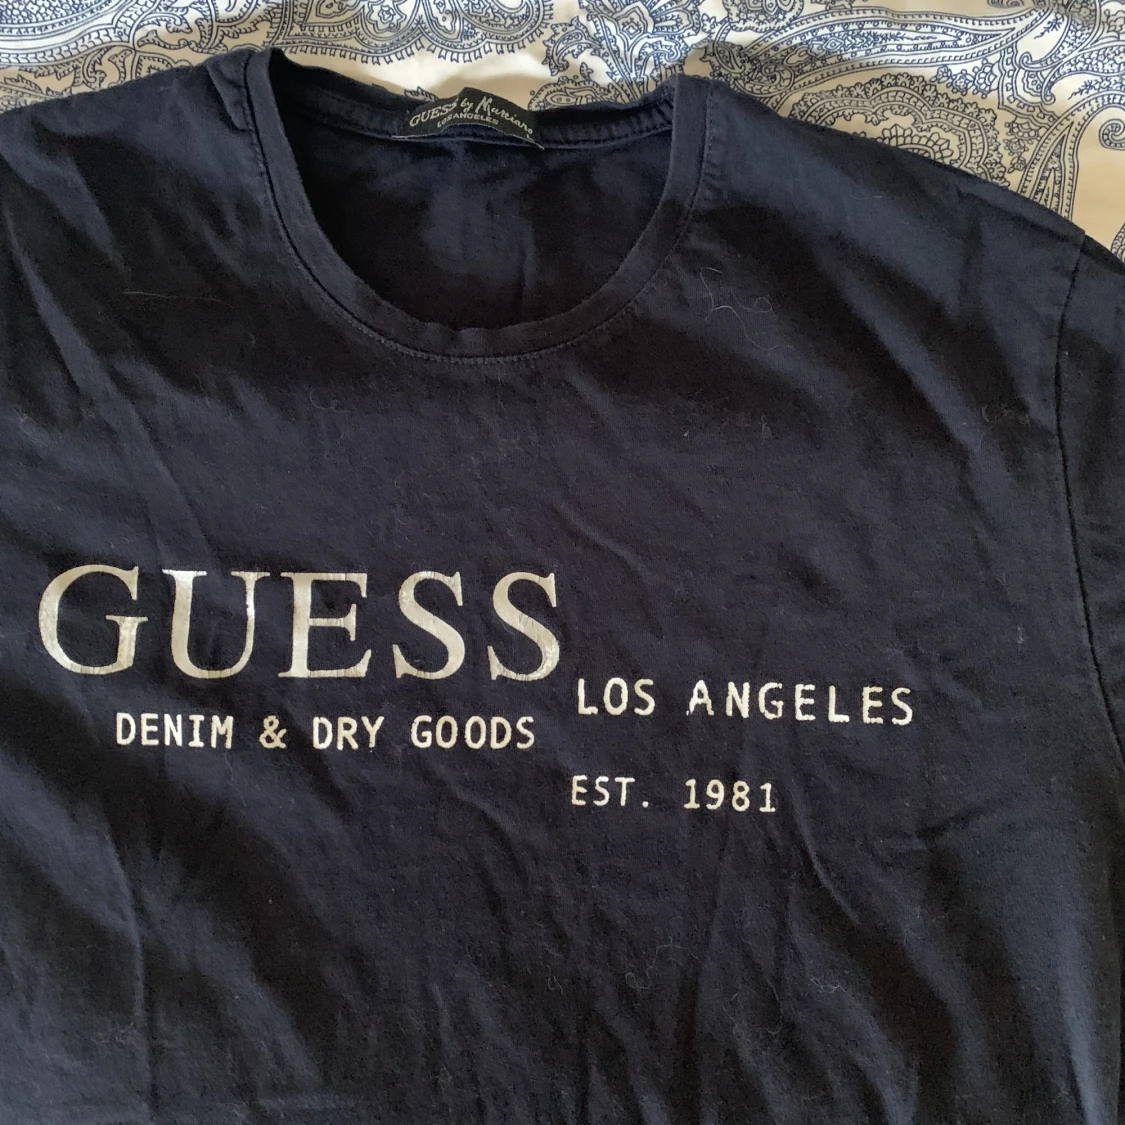 GUESS by Marciano
LOS ANGELES
GUESS
LOS ANGELES
DENIM & DRY GOODS
EST. 1981